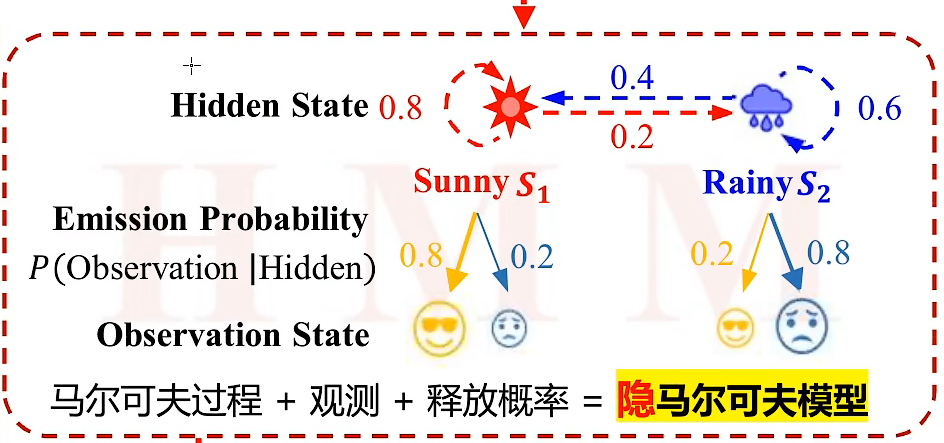 0.4
Hidden State 0.8 0.6
0.2
Sunny S₁ Rainy S₂
Emission Probability
0.8 0.2 0.2 0.8
P(Observation |Hidden)
Observation State
马尔可夫过程 + 观测 + 释放概率 = 隐马尔可夫模型
HMM